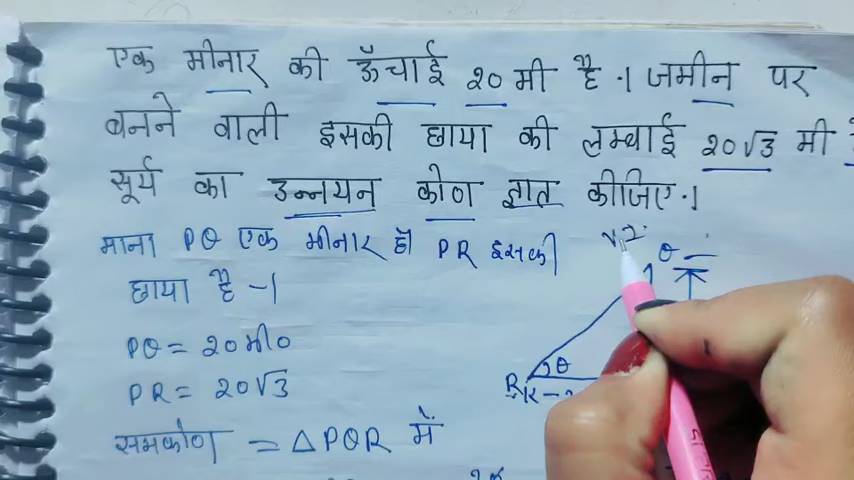 एक मीनार की ऊँचाई 20 मी है ।जमीन पर
बनने वाली इसकी छाया की लम्बाई 20√3 मी है
सूर्य का उन्नयन कोण ज्ञात कीजिए ।
माना PQ एक मीनार हो PR इसकी
छाया है ।
PQ = 20मी०
PR = 20√3
समकोण = △PQR में
Q
θ
R